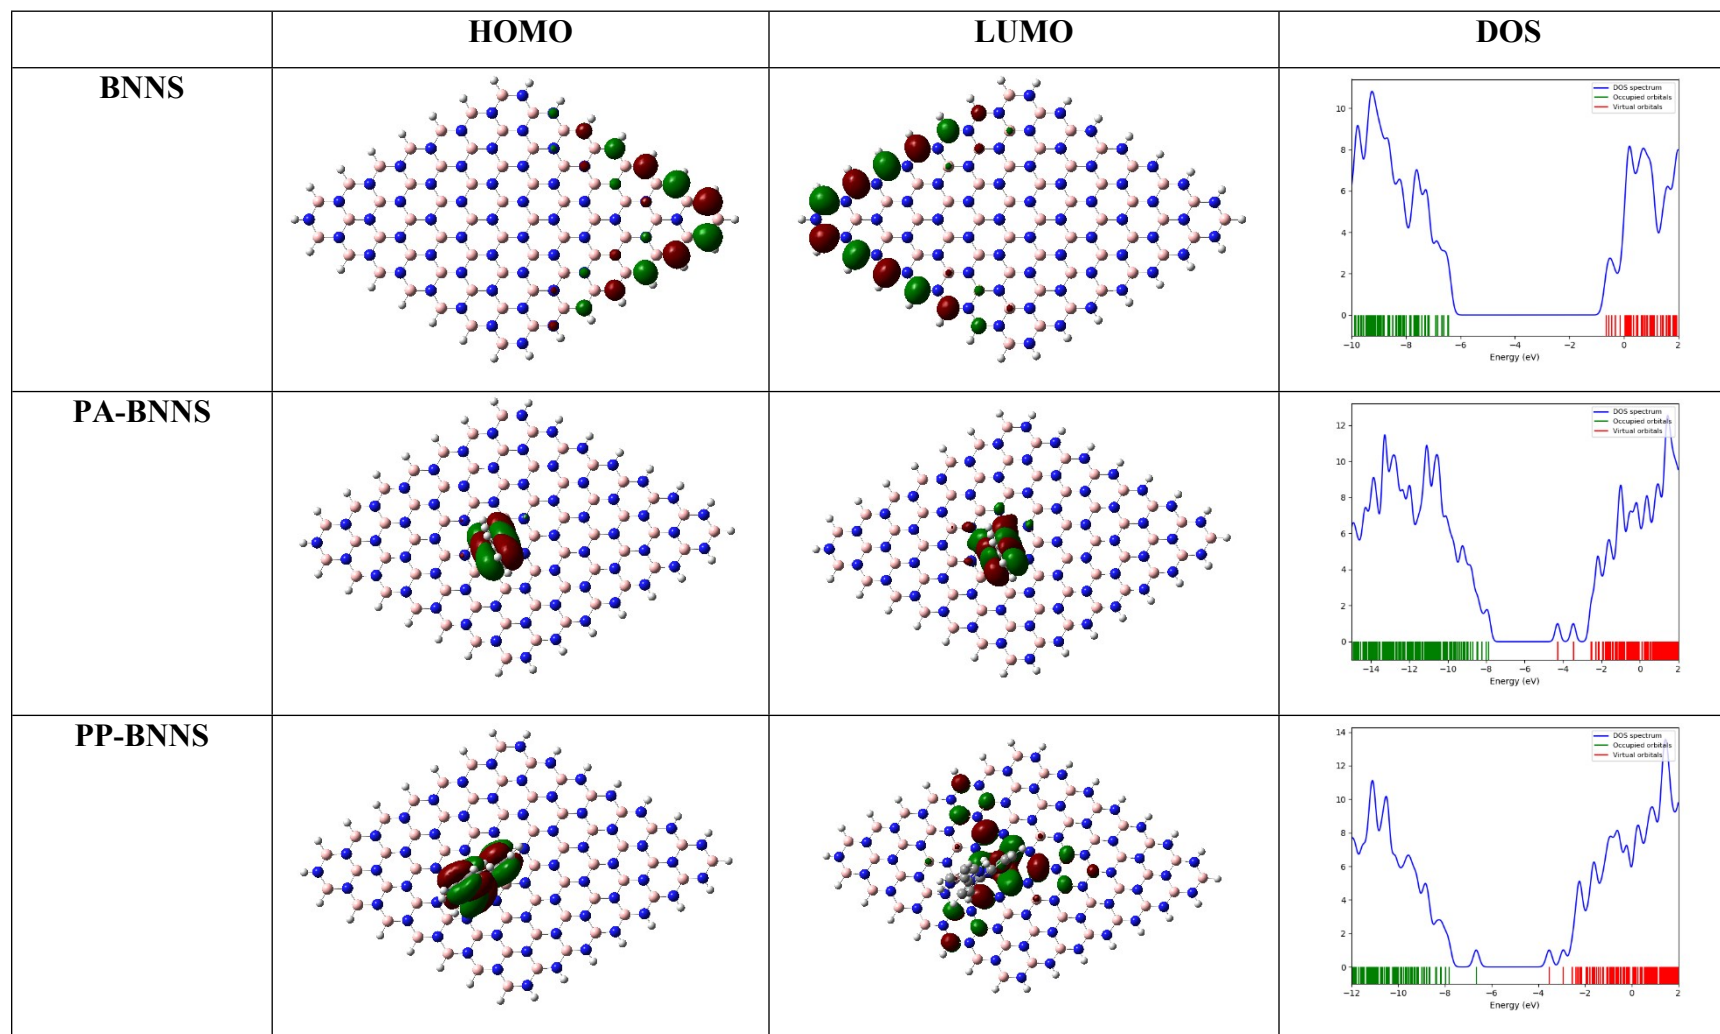 HOMO LUMO DOS
BNNS
DOS spectrum
Occupied orbitals
Virtual orbitals
10
8
6
4
2
0
−10 −8 −6 −4 −2 0 2
Energy (eV)
PA-BNNS
DOS spectrum
Occupied orbitals
Virtual orbitals
12
10
8
6
4
2
0
−14 −12 −10 −8 −6 −4 −2 0 2
Energy (eV)
PP-BNNS
DOS spectrum
Occupied orbitals
Virtual orbitals
14
12
10
8
6
4
2
0
−12 −10 −8 −6 −4 −2 0 2
Energy (eV)